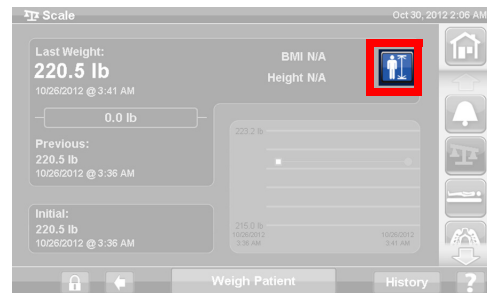 Scale
Oct 30, 2012 2:06 AM
Last Weight:
220.5 lb
10/26/2012 @ 3:41 AM
BMI N/A
Height N/A
0.0 lb
Previous:
220.5 lb
10/26/2012 @ 3:36 AM
223.2 lb
Initial:
220.5 lb
10/26/2012 @ 3:36 AM
215.0 lb
10/26/2012
3:36 AM
10/26/2012
3:41 AM
Weigh Patient
History
?